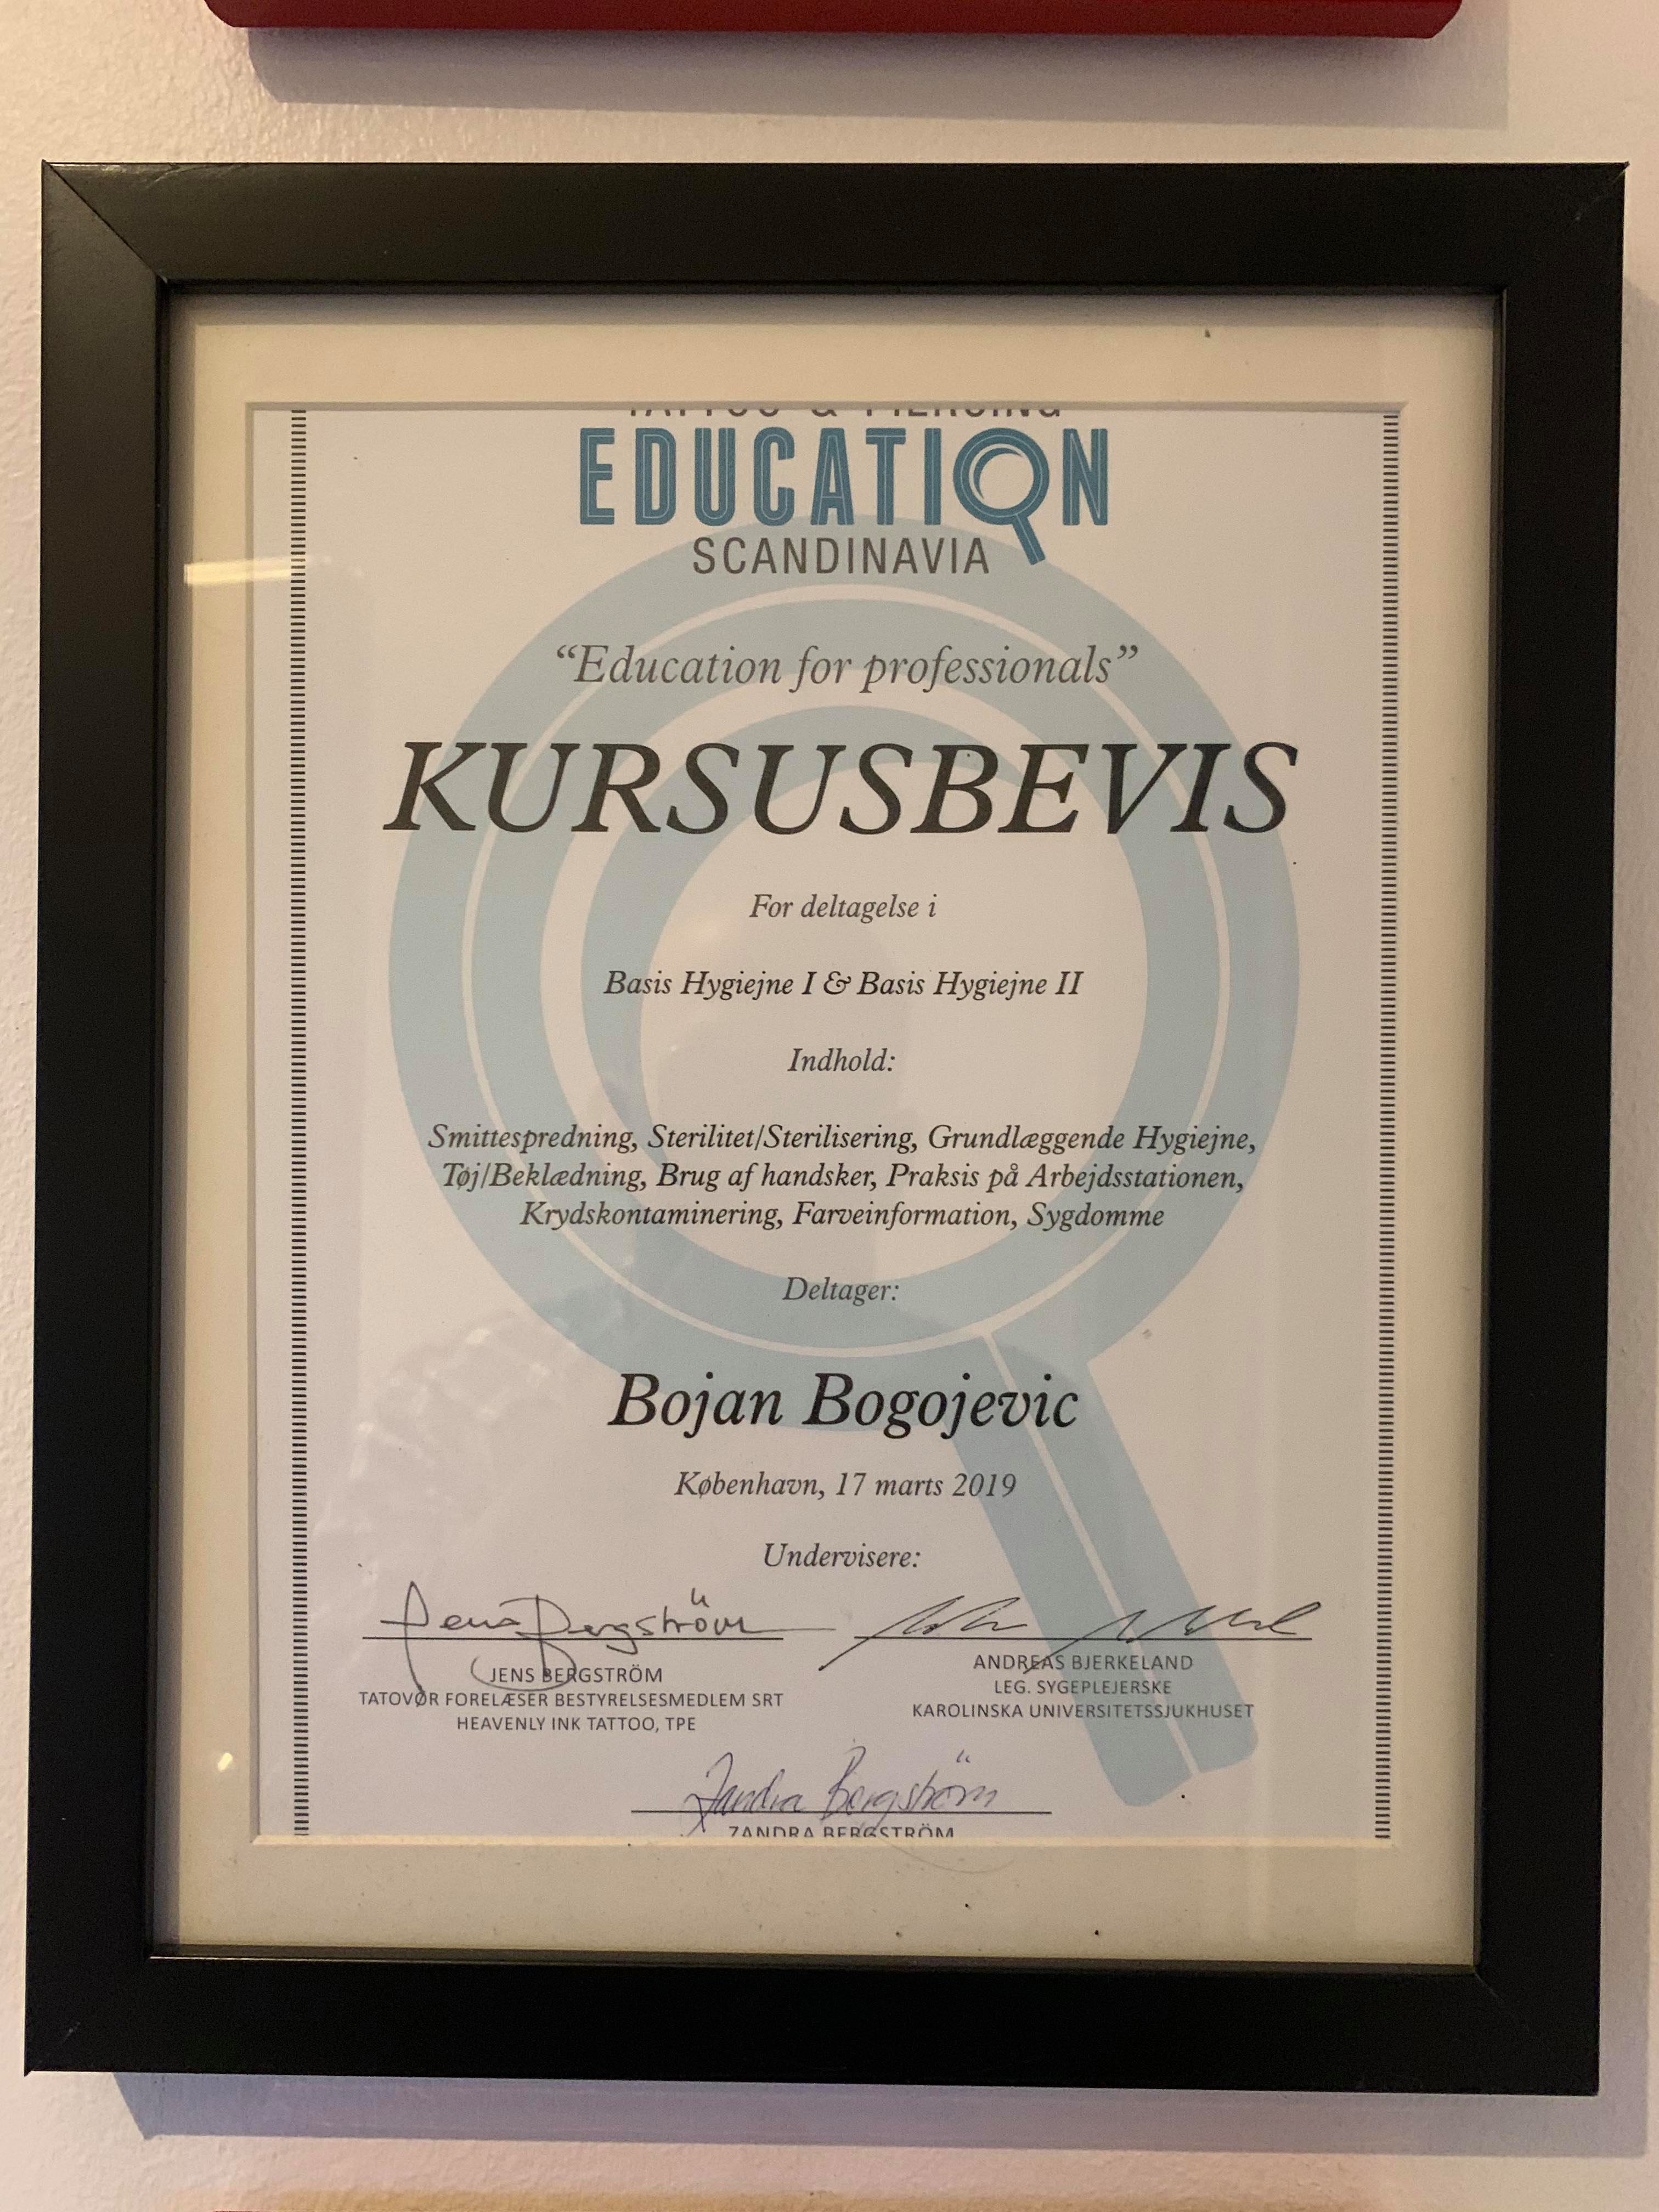 TATTOO & PIERCING
EDUCATION
SCANDINAVIA
“Education for professionals”
KURSUSBEVIS
For deltagelse i
Basis Hygiejne I & Basis Hygiejne II
Indhold:
Smittespredning, Sterilitet/Sterilisering, Grundlæggende Hygiejne,
Tøj/Beklædning, Brug af handsker, Praksis på Arbejdsstationen,
Krydskontaminering, Farveinformation, Sygdomme
Deltager:
Bojan Bogojevic
København, 17 marts 2019
Undervisere:
Jens Bergström
JENS BERGSTRÖM
TATOVØR FORELÆSER BESTYRELSESMEDLEM SRT
HEAVENLY INK TATTOO, TPE
ANDREAS BJERKELAND
LEG. SYGEPLEJERSKE
KAROLINSKA UNIVERSITETSSJUKHUSET
Zandra Bergström
ZANDRA BERGSTRÖM